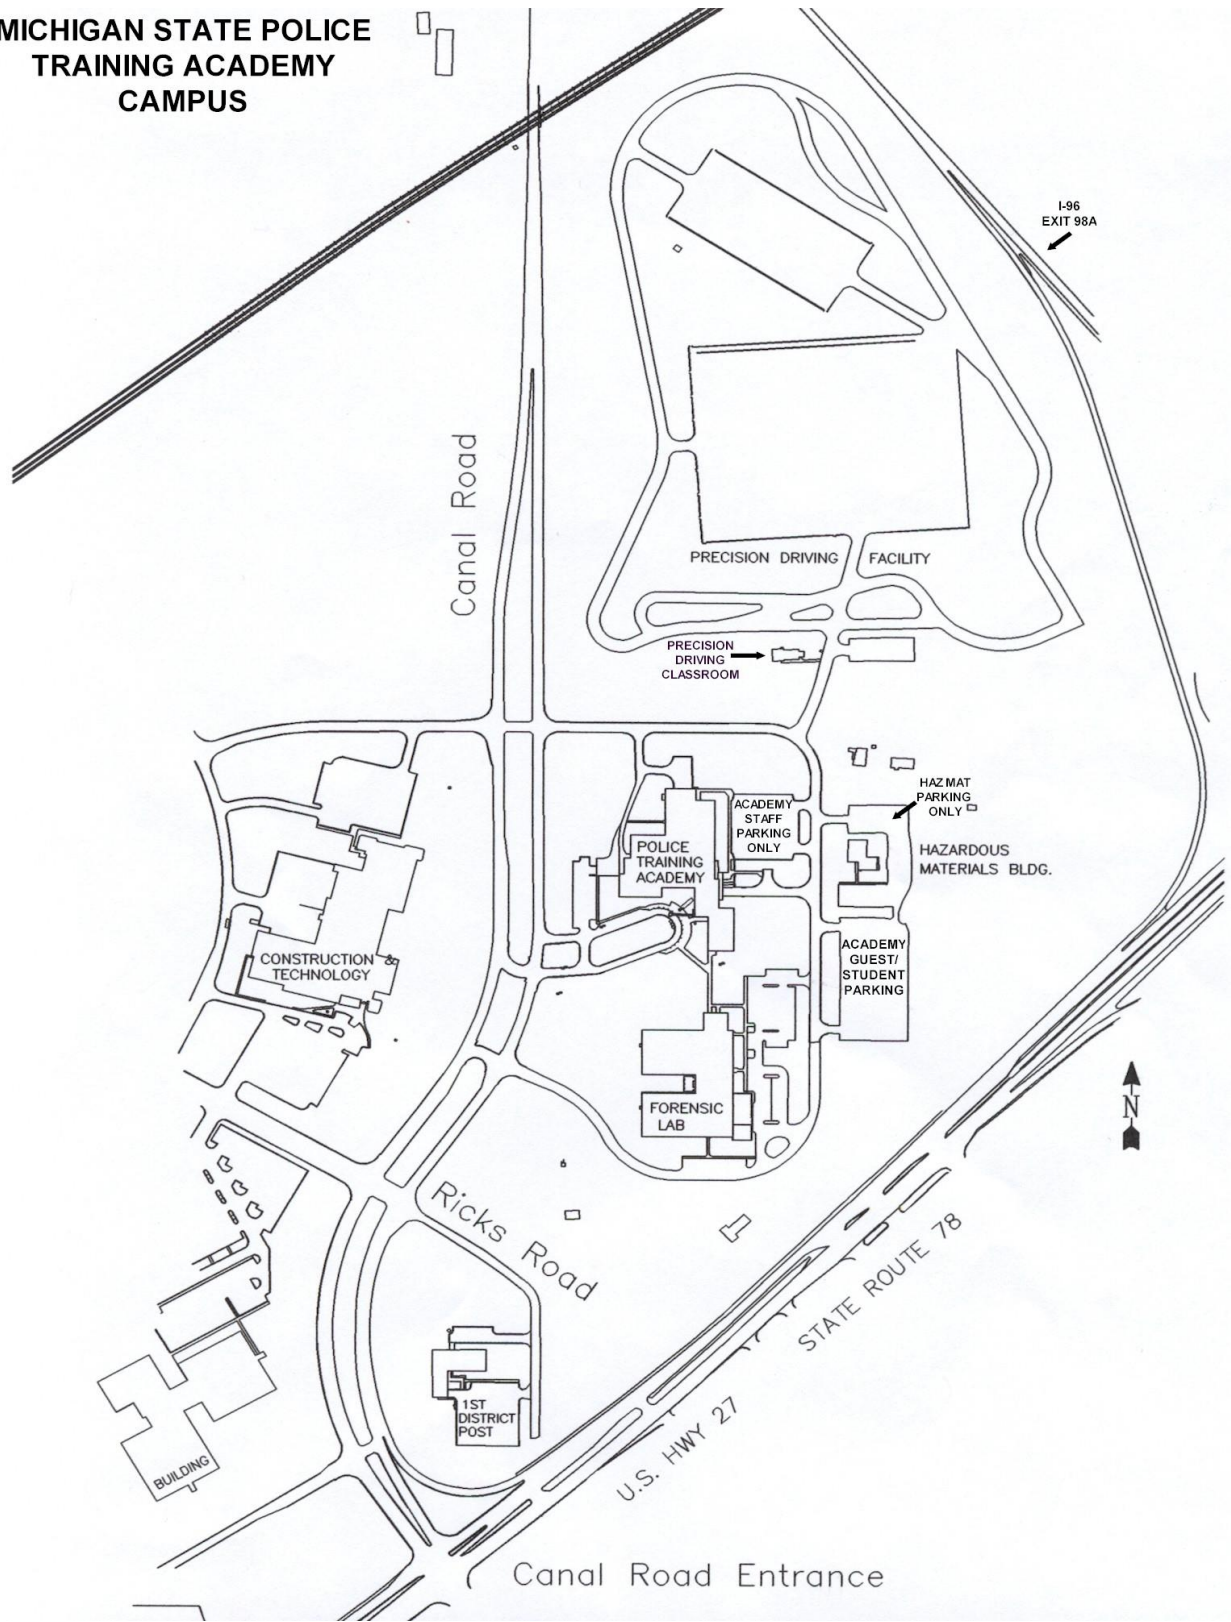 MICHIGAN STATE POLICE
TRAINING ACADEMY
CAMPUS
I-96
EXIT 98A
Canal Road
PRECISION DRIVING FACILITY
PRECISION
DRIVING
CLASSROOM
HAZ MAT
PARKING
ONLY
ACADEMY
STAFF
PARKING
ONLY
POLICE
TRAINING
ACADEMY
HAZARDOUS
MATERIALS BLDG.
ACADEMY
GUEST/
STUDENT
PARKING
CONSTRUCTION &
TECHNOLOGY
FORENSIC
LAB
N
Ricks Road
STATE ROUTE 78
U.S. HWY 27
1ST
DISTRICT
POST
BUILDING
Canal Road Entrance